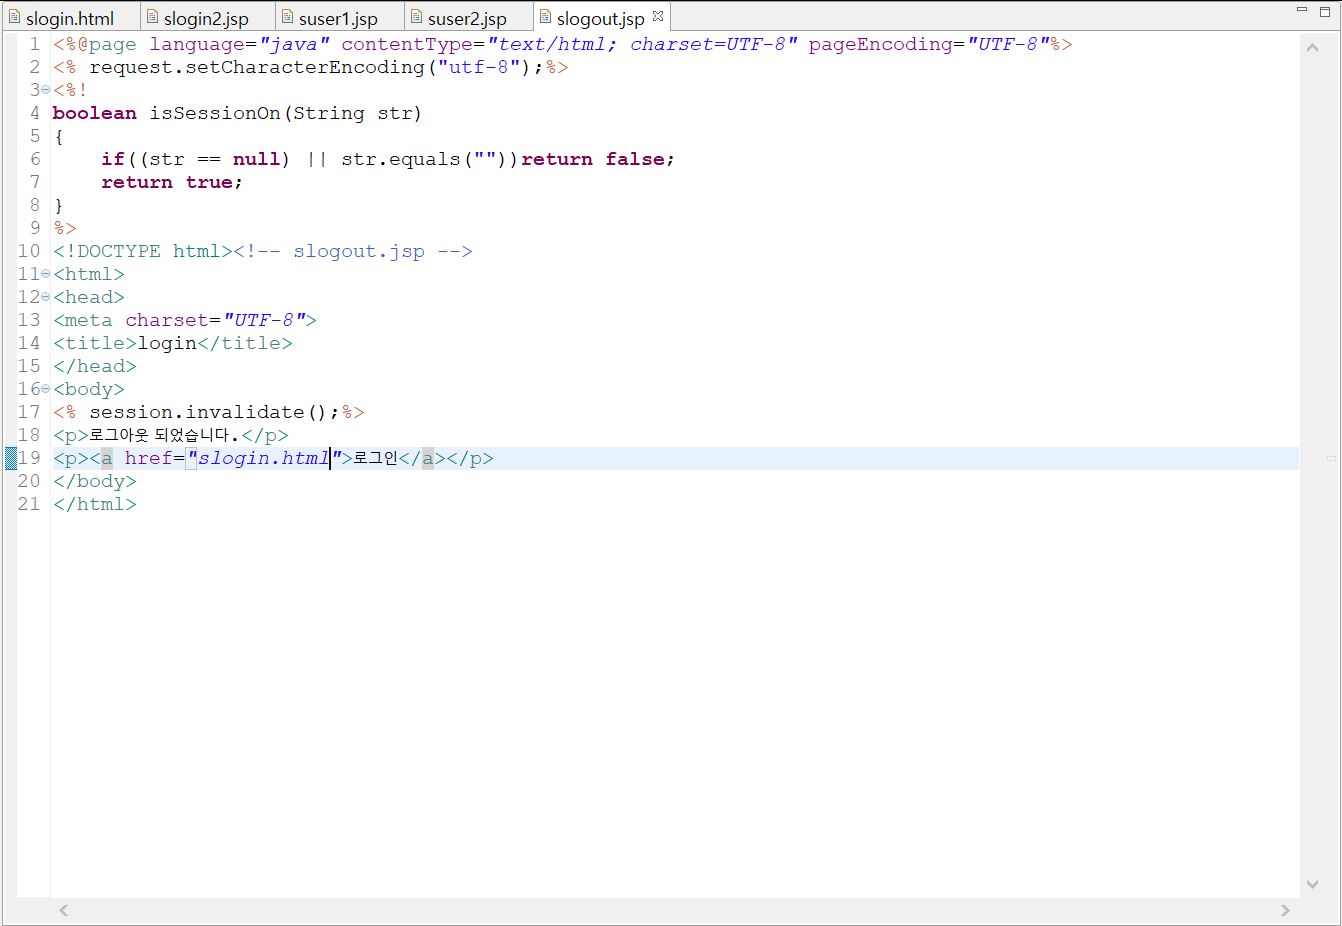 slogin.html slogin2.jsp suser1.jsp suser2.jsp slogout.jsp
1 <%@page language="java" contentType="text/html; charset=UTF-8" pageEncoding="UTF-8"%>
2 <% request.setCharacterEncoding("utf-8");%>
3 <%!
4 boolean isSessionOn(String str)
5 {
6     if((str == null) || str.equals(""))return false;
7     return true;
8 }
9 %>
10 <!DOCTYPE html><!-- slogout.jsp -->
11 <html>
12 <head>
13 <meta charset="UTF-8">
14 <title>login</title>
15 </head>
16 <body>
17 <% session.invalidate();%>
18 <p>로그아웃 되었습니다.</p>
19 <p><a href="slogin.html">로그인</a></p>
20 </body>
21 </html>